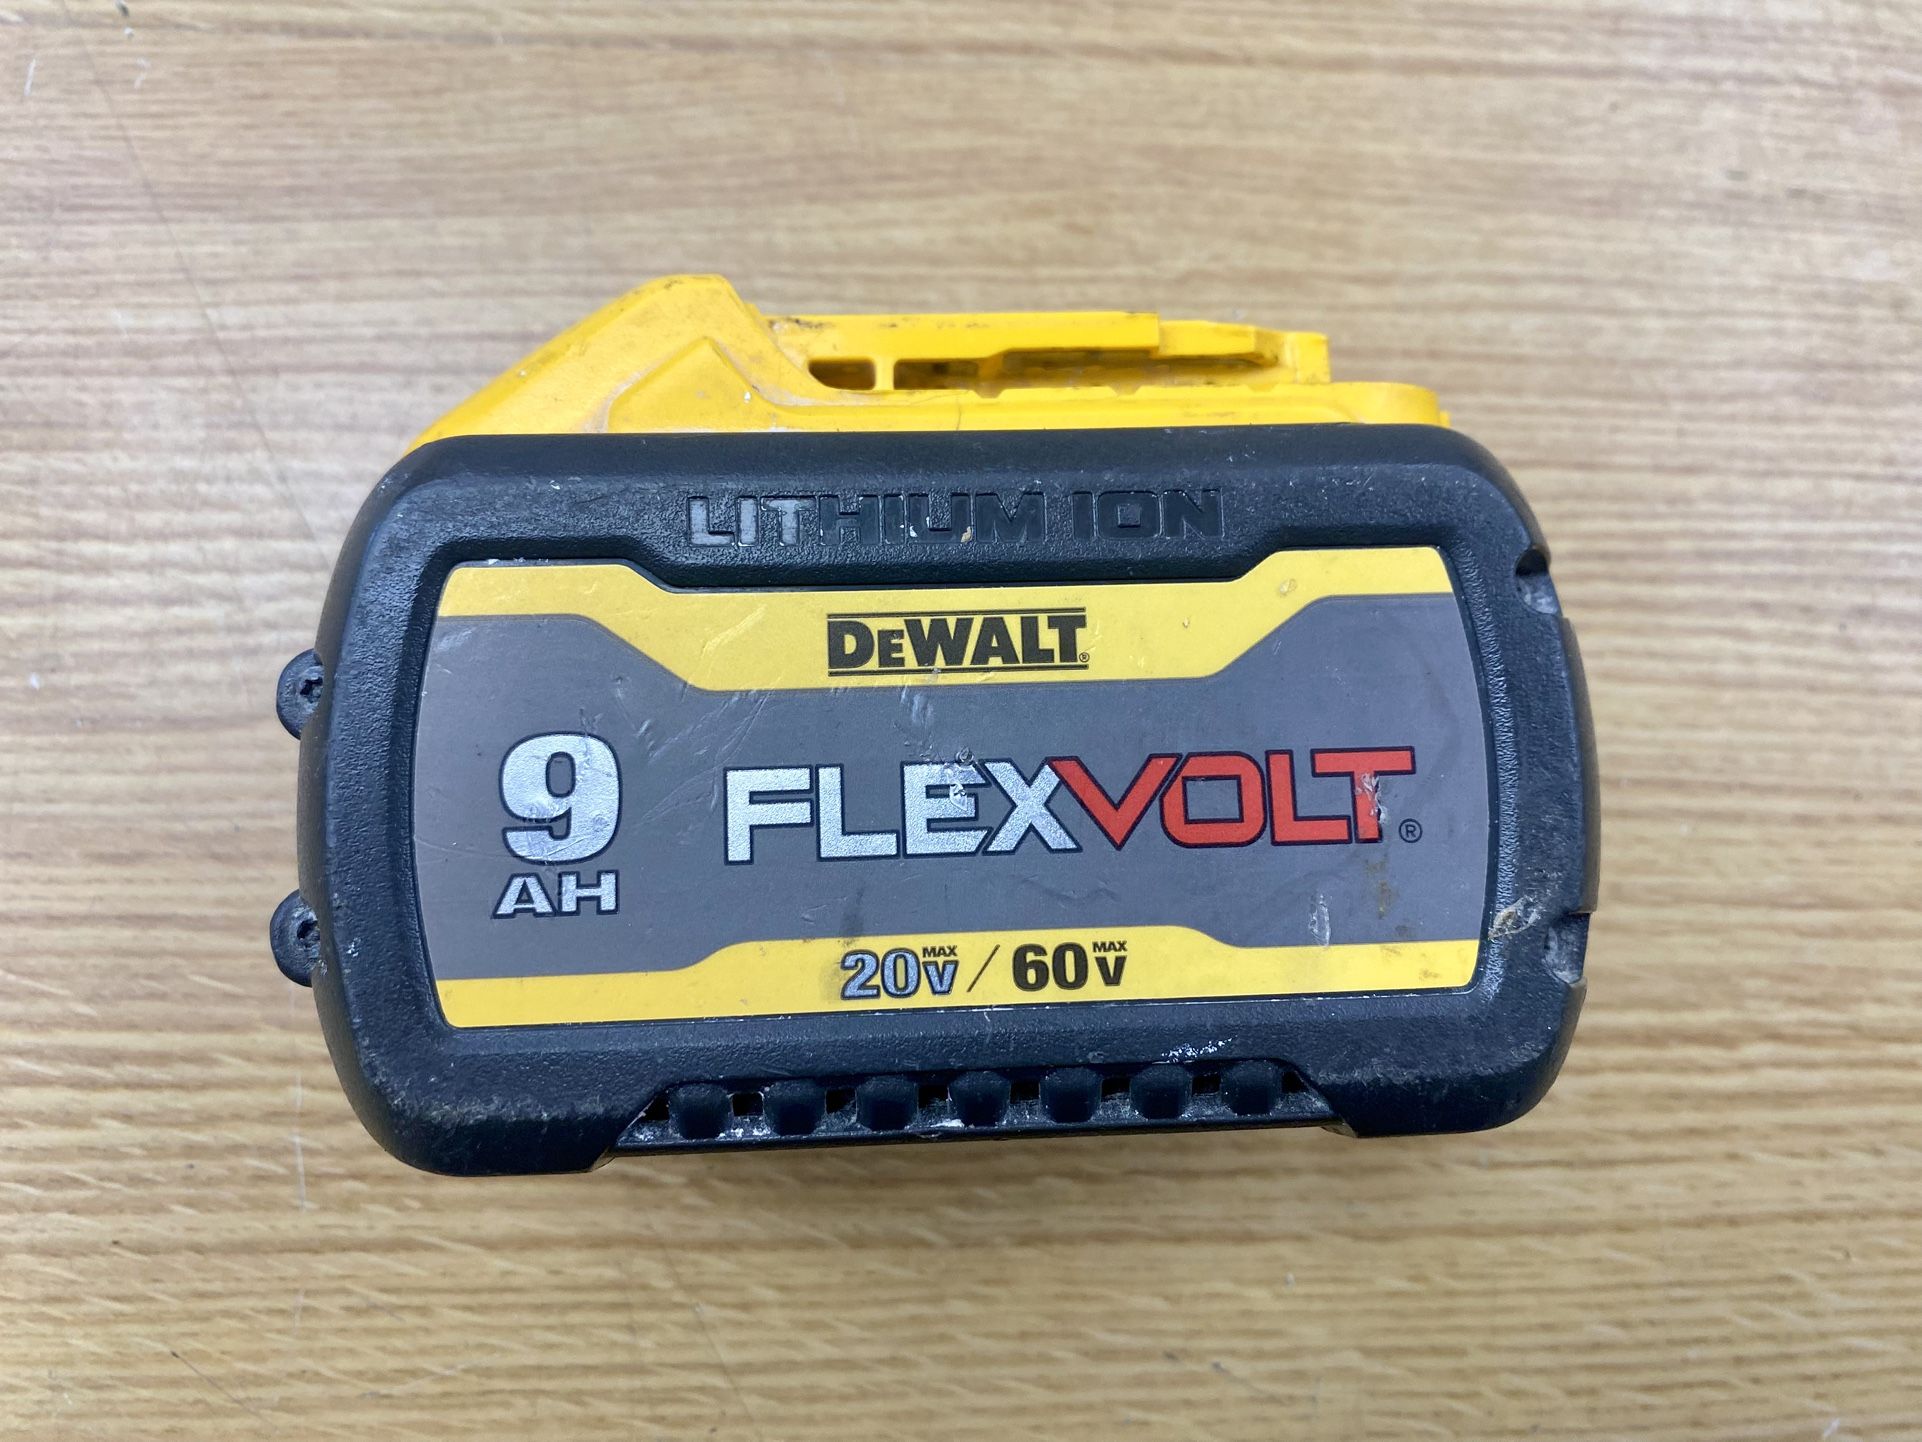 LITHIUM ION
DEWALT®
9
AH
FLEXVOLT®
20V MAX / 60V MAX